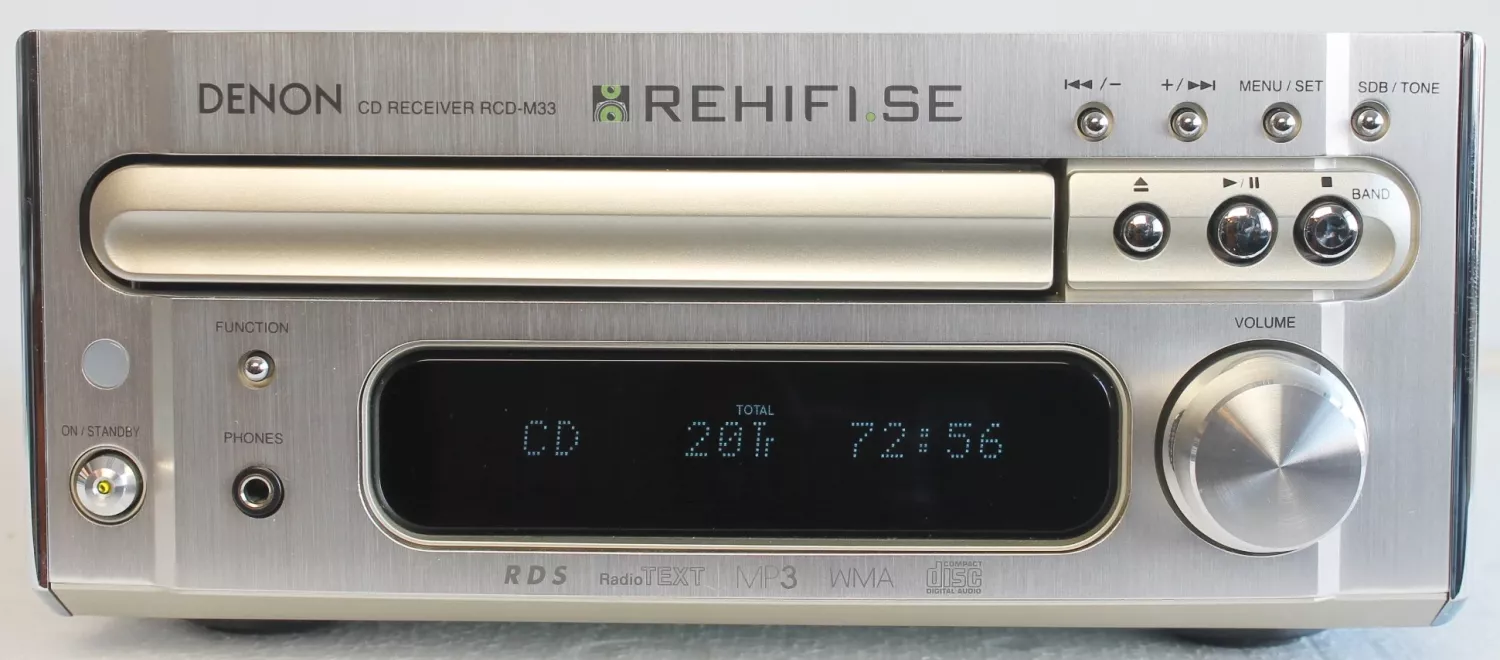 DENON CD RECEIVER RCD-M33
REHIFI.SE
⏮ / − + / ⏭ MENU / SET SDB / TONE
⏏ ▶ / ⏸ ⏹ BAND
FUNCTION
VOLUME
ON / STANDBY
PHONES
TOTAL
CD 20Tr 72:56
RDS RadioTEXT MP3 WMA COMPACT disc DIGITAL AUDIO